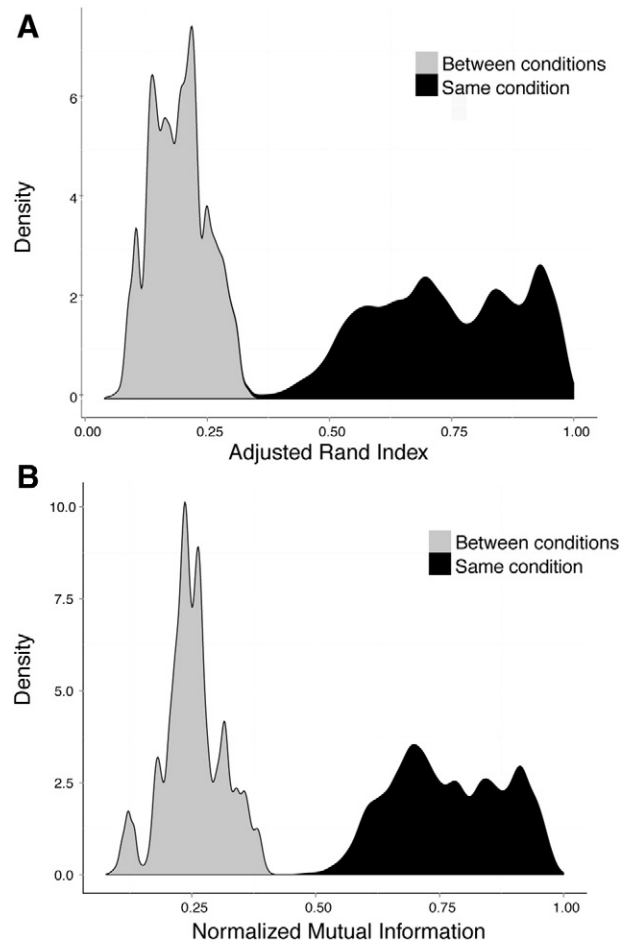 A
Between conditions
Same condition
Density
6
4
2
0
0.00 0.25 0.50 0.75 1.00
Adjusted Rand Index
B
Between conditions
Same condition
Density
10.0
7.5
5.0
2.5
0.0
0.25 0.50 0.75 1.00
Normalized Mutual Information